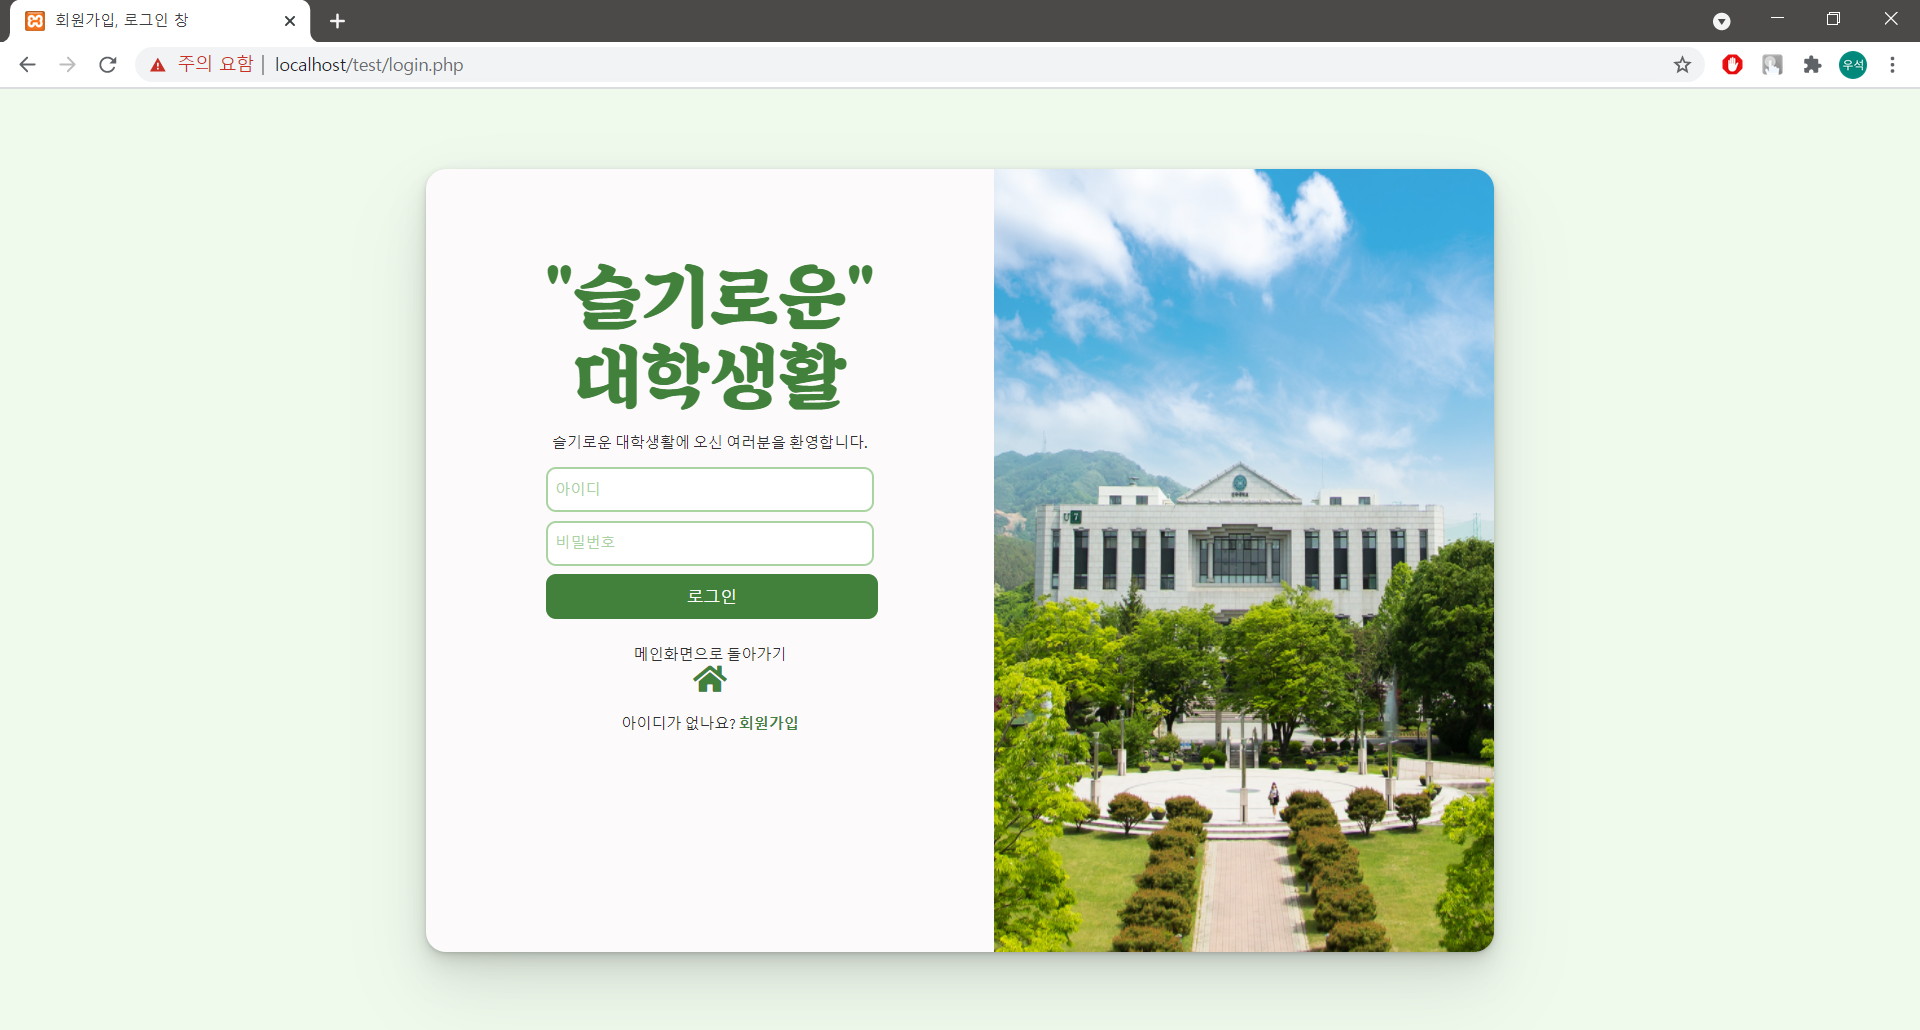 회원가입, 로그인 창
주의 요함 | localhost/test/login.php
우석
"슬기로운"
대학생활
슬기로운 대학생활에 오신 여러분을 환영합니다.
아이디
비밀번호
로그인
메인화면으로 돌아가기
아이디가 없나요? 회원가입
U 7